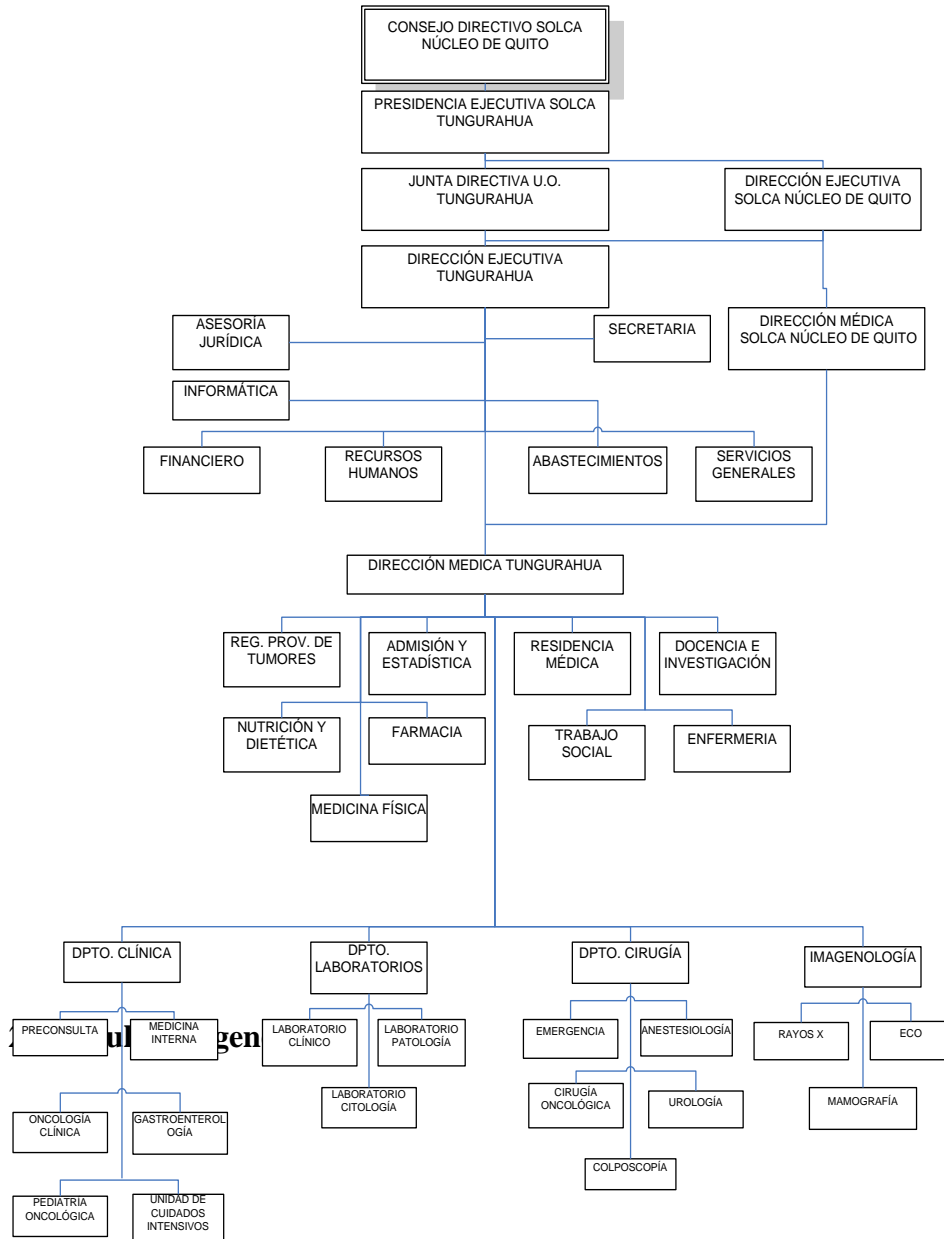 CONSEJO DIRECTIVO SOLCA
NÚCLEO DE QUITO
PRESIDENCIA EJECUTIVA SOLCA
TUNGURAHUA
JUNTA DIRECTIVA U.O.
TUNGURAHUA
DIRECCIÓN EJECUTIVA
SOLCA NÚCLEO DE QUITO
DIRECCIÓN EJECUTIVA
TUNGURAHUA
ASESORÍA
JURÍDICA
SECRETARIA
DIRECCIÓN MÉDICA
SOLCA NÚCLEO DE QUITO
INFORMÁTICA
FINANCIERO
RECURSOS
HUMANOS
ABASTECIMIENTOS
SERVICIOS
GENERALES
DIRECCIÓN MEDICA TUNGURAHUA
REG. PROV. DE
TUMORES
ADMISIÓN Y
ESTADÍSTICA
RESIDENCIA
MÉDICA
DOCENCIA E
INVESTIGACIÓN
NUTRICIÓN Y
DIETÉTICA
FARMACIA
TRABAJO
SOCIAL
ENFERMERIA
MEDICINA FÍSICA
DPTO. CLÍNICA
DPTO.
LABORATORIOS
DPTO. CIRUGÍA
IMAGENOLOGÍA
PRECONSULTA
MEDICINA
INTERNA
LABORATORIO
CLÍNICO
LABORATORIO
PATOLOGÍA
EMERGENCIA
ANESTESIOLOGÍA
RAYOS X
ECO
ONCOLOGÍA
CLÍNICA
GASTROENTEROL
OGÍA
LABORATORIO
CITOLOGÍA
CIRUGÍA
ONCOLÓGICA
UROLOGÍA
MAMOGRAFÍA
COLPOSCOPÍA
PEDIATRIA
ONCOLÓGICA
UNIDAD DE
CUIDADOS
INTENSIVOS